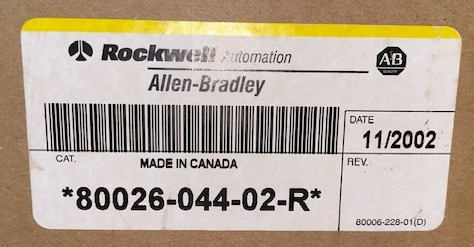 Rockwell Automation
Allen-Bradley
AB
QUALITY
DATE
11/2002
CAT.
MADE IN CANADA
REV.
*80026-044-02-R*
80006-228-01(D)